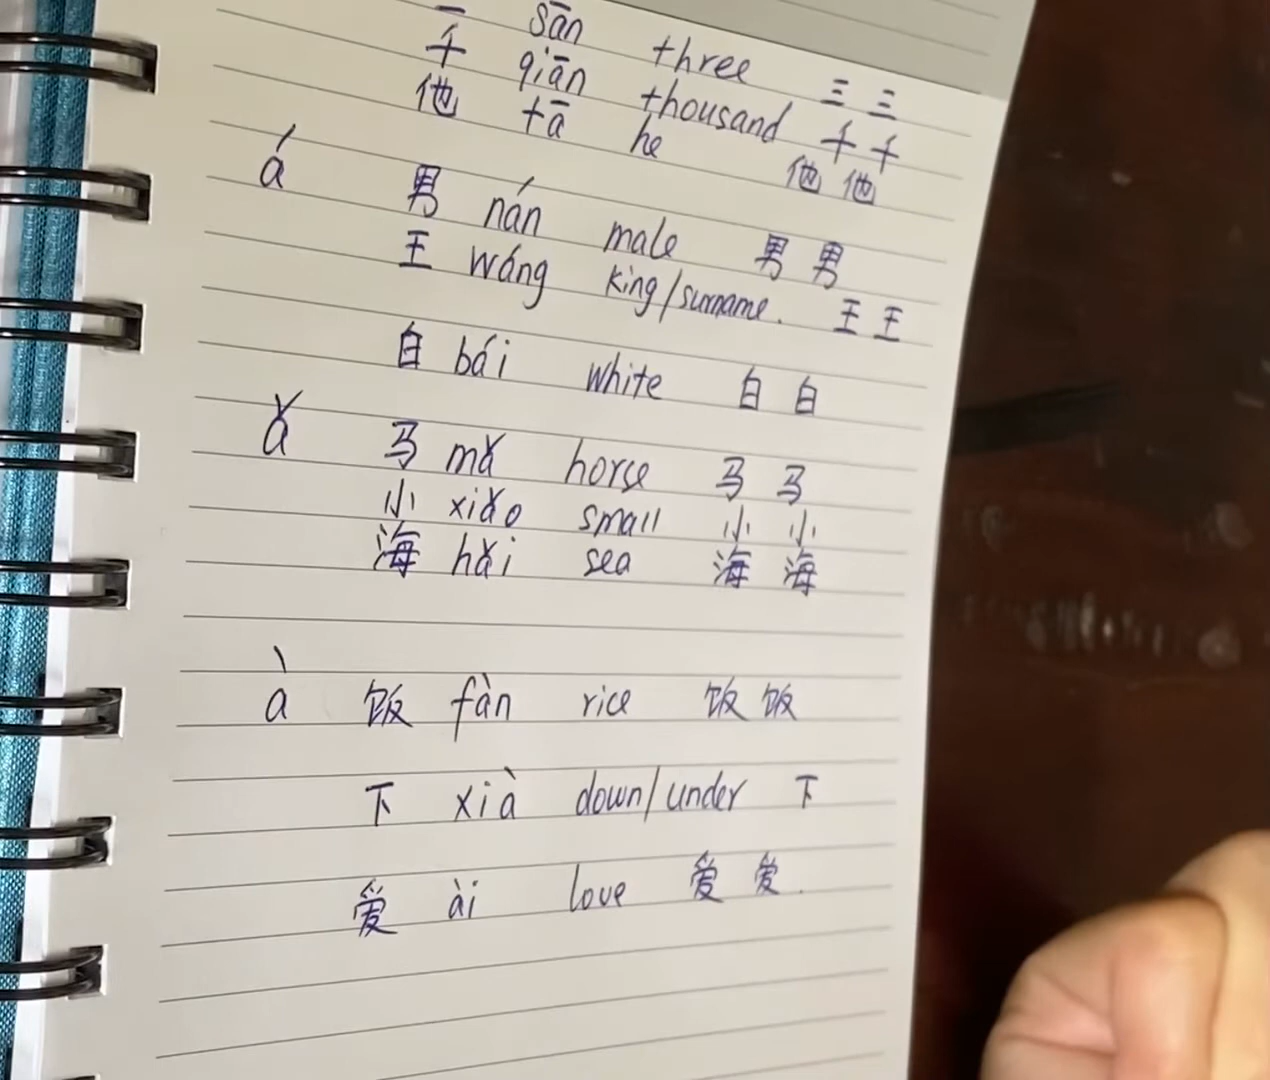 sān three 三 三
千 qiān thousand 千 千
他 tā he 他 他
á 男 nán male 男 男
王 wáng king/surname. 王 王
白 bái white 白 白
ǎ 马 mǎ horse 马 马
小 xiǎo small 小 小
海 hǎi sea 海 海
à 饭 fàn rice 饭 饭
下 xià down/under 下
爱 ài love 爱 爱.